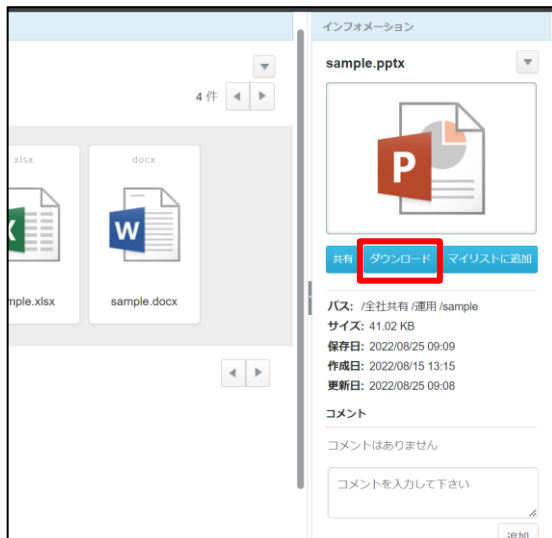 4 件
xlsx
docx
mple.xlsx
sample.docx
インフォメーション
sample.pptx
共有 ダウンロード マイリストに追加
パス: /全社共有 /運用 /sample
サイズ: 41.02 KB
保存日: 2022/08/25 09:09
作成日: 2022/08/15 13:15
更新日: 2022/08/25 09:08
コメント
コメントはありません
コメントを入力して下さい
追加